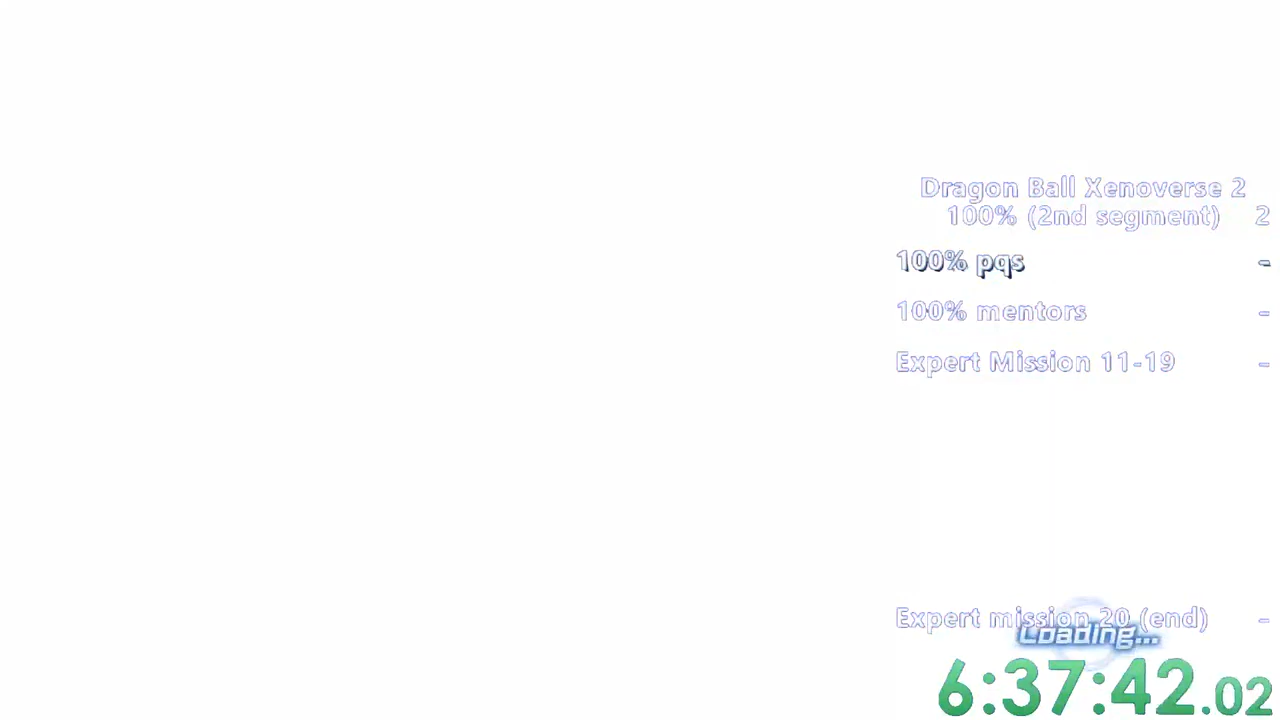 Dragon Ball Xenoverse 2
100% (2nd segment) 2
100% pqs -
100% mentors -
Expert Mission 11-19 -
Expert mission 20 (end) -
Loading...
6:37:42.02